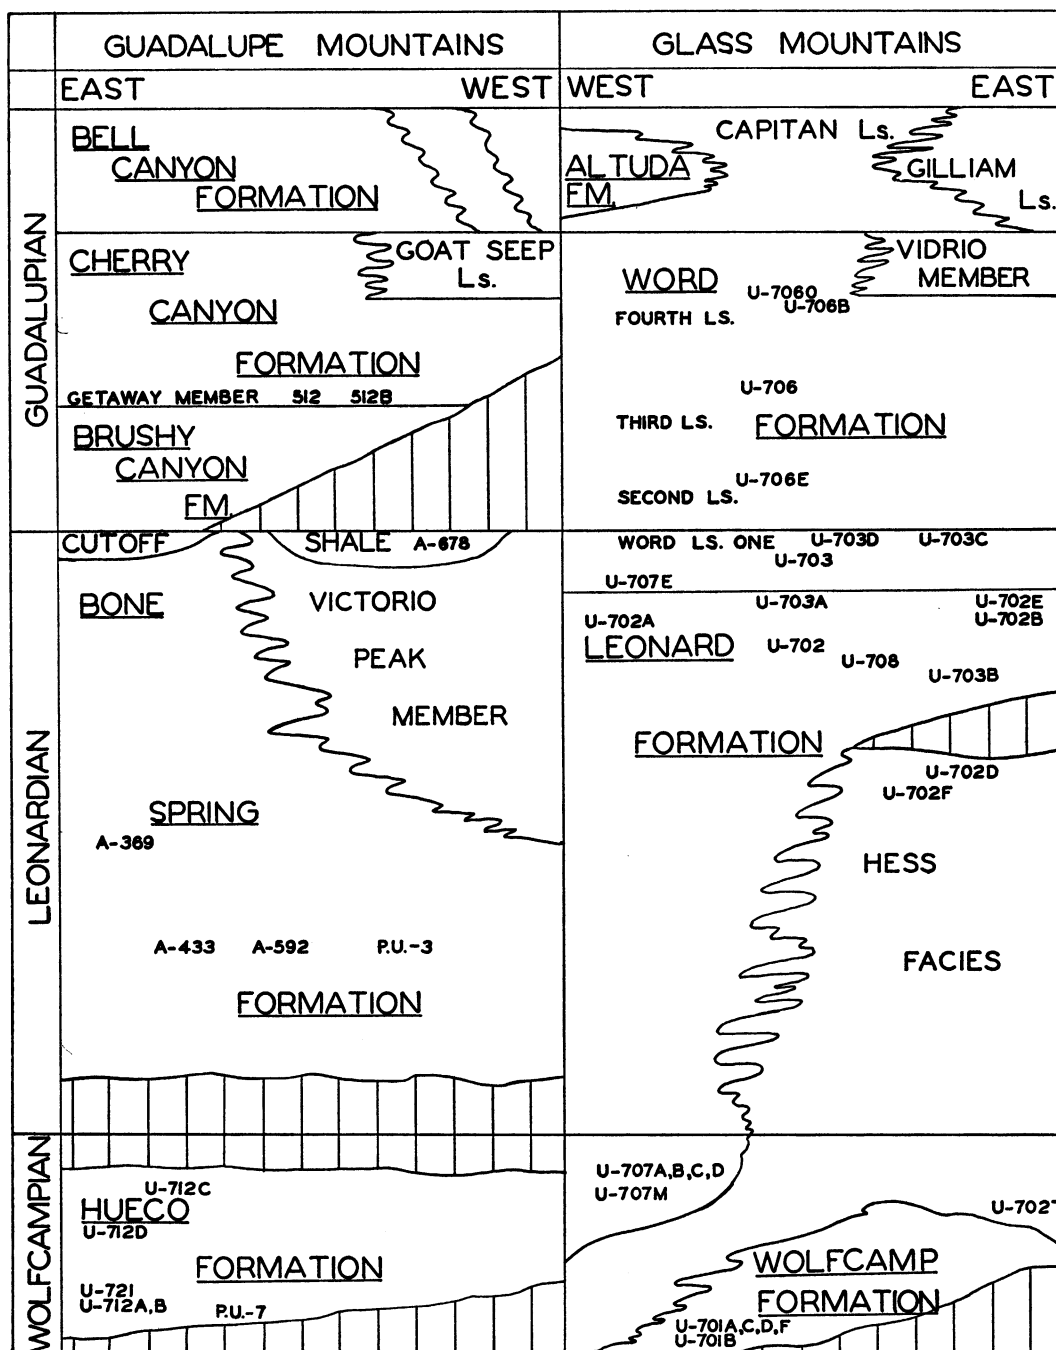 GUADALUPE MOUNTAINS
GLASS MOUNTAINS
EAST
WEST
WEST
EAST
GUADALUPIAN
BELL
CANYON
FORMATION
CHERRY
CANYON
FORMATION
GOAT SEEP
Ls.
GETAWAY MEMBER 512 512B
BRUSHY
CANYON
FM.
CAPITAN Ls.
ALTUDA
FM.
GILLIAM
Ls.
VIDRIO
MEMBER
WORD
U-706O
U-706B
FOURTH LS.
U-706
THIRD LS.
FORMATION
U-706E
SECOND LS.
LEONARDIAN
CUTOFF
SHALE A-678
BONE
VICTORIO
PEAK
MEMBER
SPRING
A-369
A-433 A-592 P.U.-3
FORMATION
WORD LS. ONE U-703D U-703C
U-703
U-707E
U-703A U-702E
U-702A U-702B
LEONARD U-702
U-708
U-703B
FORMATION
U-702D
U-702F
HESS
FACIES
WOLFCAMPIAN
U-712C
HUECO
U-712D
FORMATION
U-721
U-712A,B
P.U.-7
U-707A,B,C,D
U-707M
U-702
WOLFCAMP
FORMATION
U-701A,C,D,F
U-701B